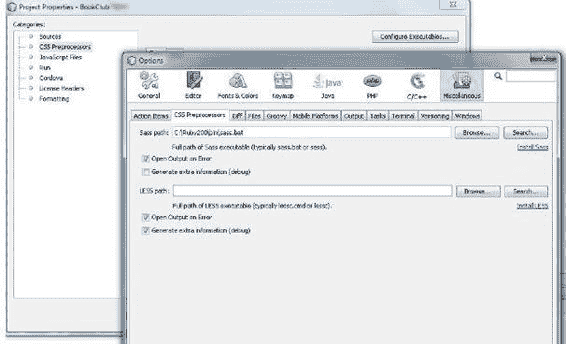 Project Properties - BookClub
Categories:
Sources
CSS Preprocessors
JavaScript Files
Run
Cordova
License Headers
Formatting
Configure Executables...
Options
General Editor Fonts & Colors Keymap Java PHP C/C++ Miscellaneous
Action Items CSS Preprocessors Diff Files Groovy Mobile Platforms Output Tasks Terminal Versioning Windows
Sass path: C:\Ruby200\bin\sass.bat Browse... Search...
Full path of Sass executable (typically sass.bat or sass). Install Sass
Open Output on Error
Generate extra information (debug)
LESS path: Browse... Search...
Full path of LESS executable (typically lessc.cmd or lessc). Install LESS
Open Output on Error
Generate extra information (debug)